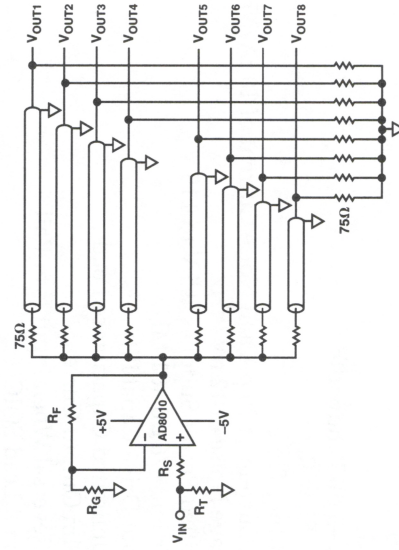 VOUT1
VOUT2
VOUT3
VOUT4
VOUT5
VOUT6
VOUT7
VOUT8
75Ω
75Ω
RF
+5V
RG
AD8010
−
+
RS
−5V
VIN
RT